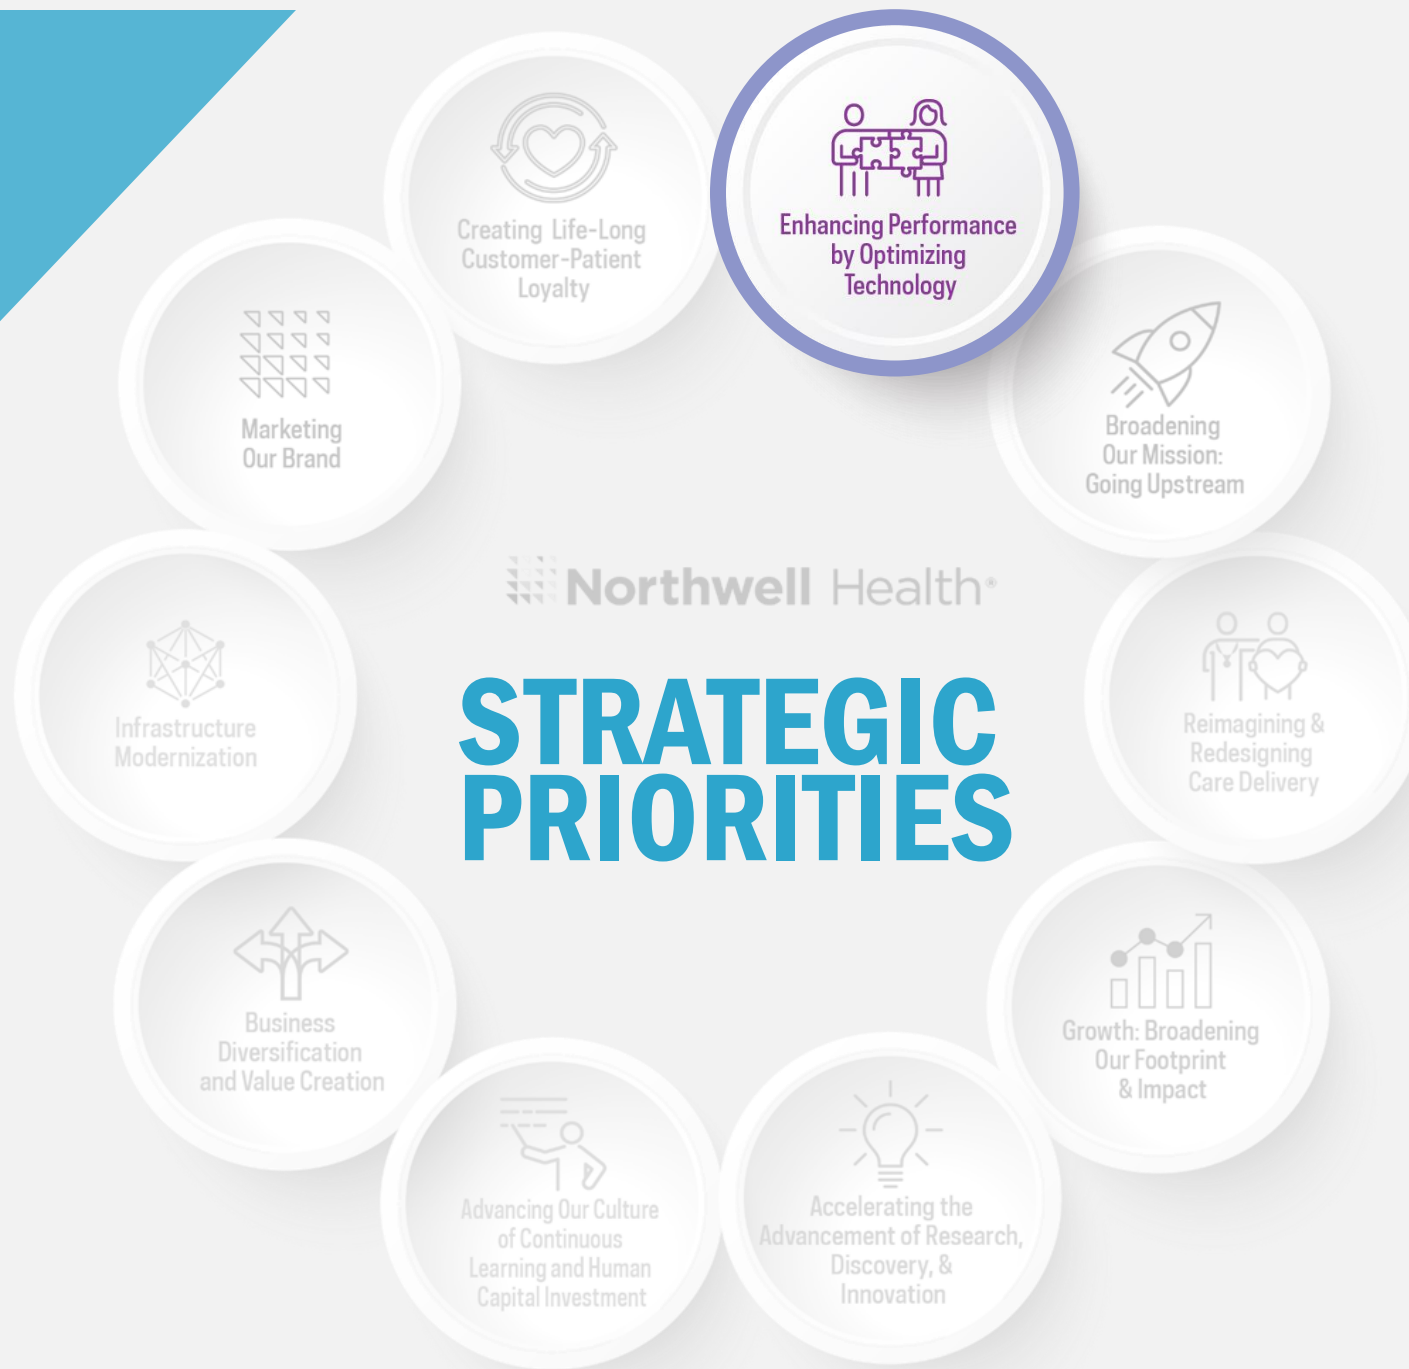 Creating Life-Long
Customer-Patient
Loyalty
Enhancing Performance
by Optimizing
Technology
Marketing
Our Brand
Broadening
Our Mission:
Going Upstream
Northwell Health®
STRATEGIC
PRIORITIES
Infrastructure
Modernization
Reimagining &
Redesigning
Care Delivery
Business
Diversification
and Value Creation
Growth: Broadening
Our Footprint
& Impact
Advancing Our Culture
of Continuous
Learning and Human
Capital Investment
Accelerating the
Advancement of Research,
Discovery, &
Innovation